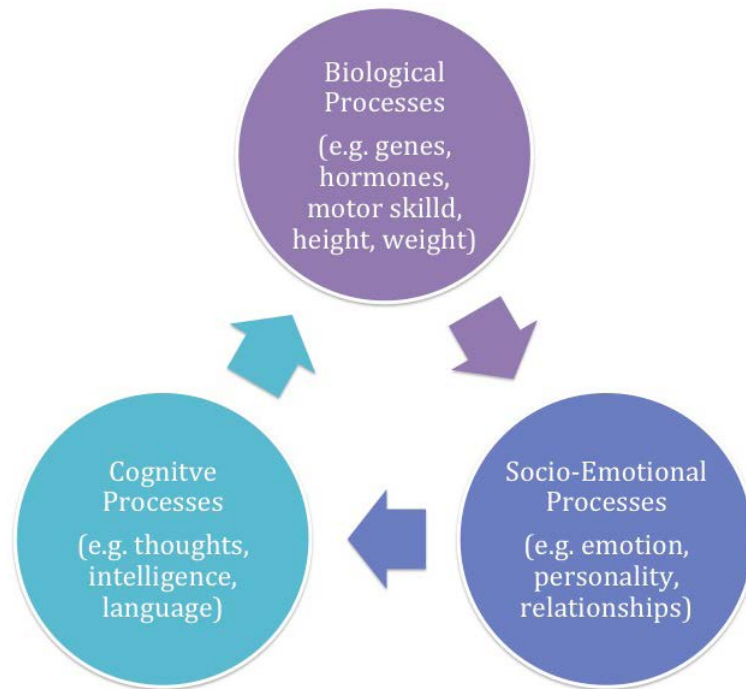 Biological
Processes
(e.g. genes,
hormones,
motor skilld,
height, weight)
Cognitve
Processes
(e.g. thoughts,
intelligence,
language)
Socio-Emotional
Processes
(e.g. emotion,
personality,
relationships)